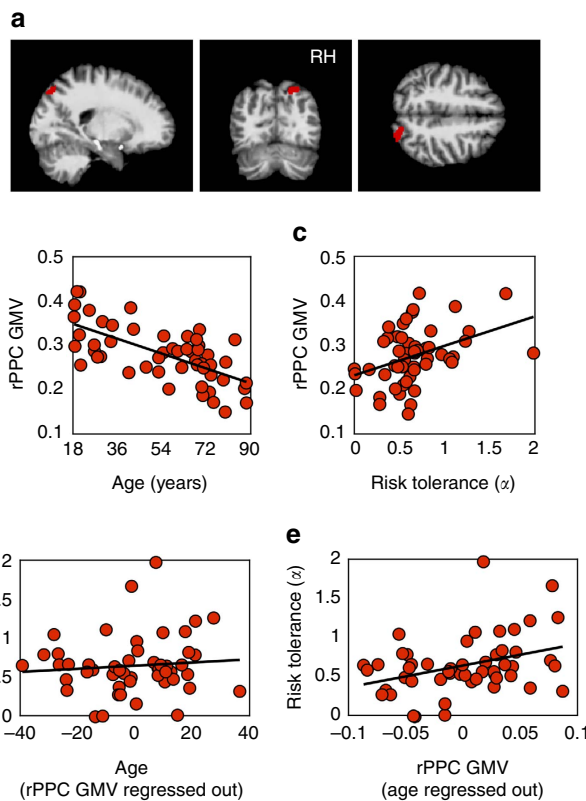 a
RH
c
0.5
0.4
0.3
0.2
0.1
rPPC GMV
18 36 54 72 90
Age (years)
0.5
0.4
0.3
0.2
0.1
rPPC GMV
0 0.5 1 1.5 2
Risk tolerance (α)
e
2
.5
1
.5
0
−40 −20 0 20 40
Age
(rPPC GMV regressed out)
2
1.5
1
0.5
0
Risk tolerance (α)
−0.1 −0.05 0 0.05 0.1
rPPC GMV
(age regressed out)